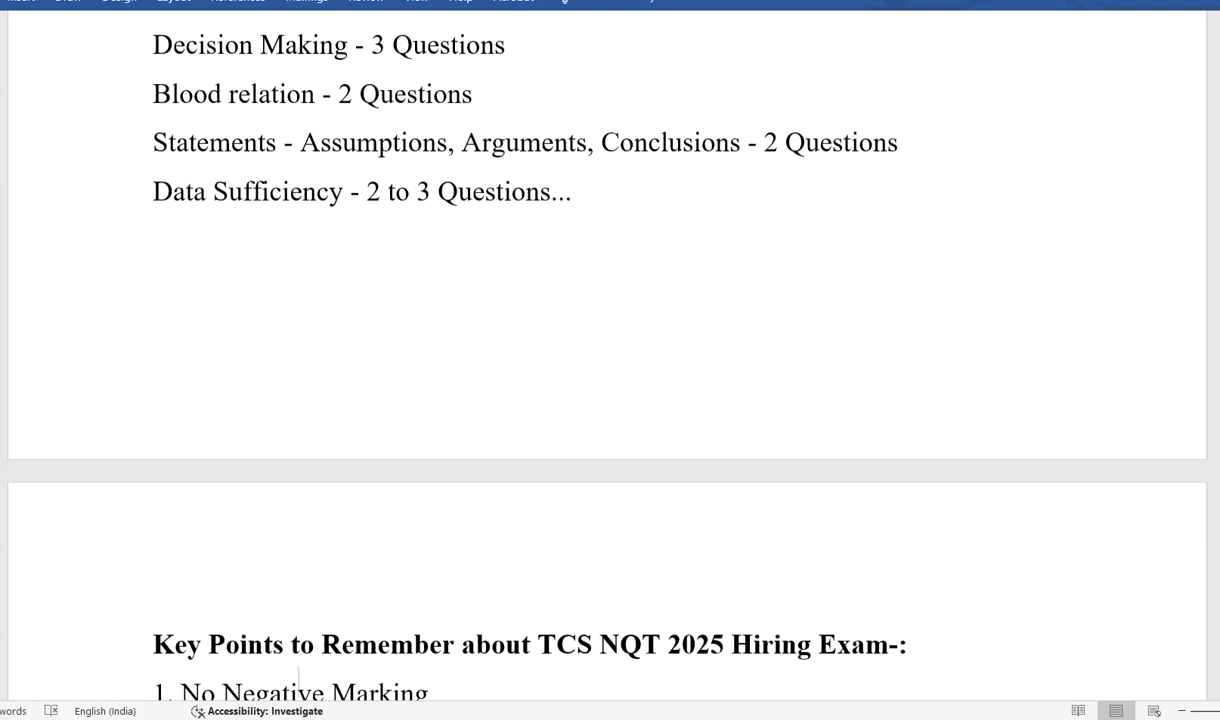 Decision Making - 3 Questions
Blood relation - 2 Questions
Statements - Assumptions, Arguments, Conclusions - 2 Questions
Data Sufficiency - 2 to 3 Questions...
Key Points to Remember about TCS NQT 2025 Hiring Exam-:
1. No Negative Marking
words English (India) Accessibility: Investigate